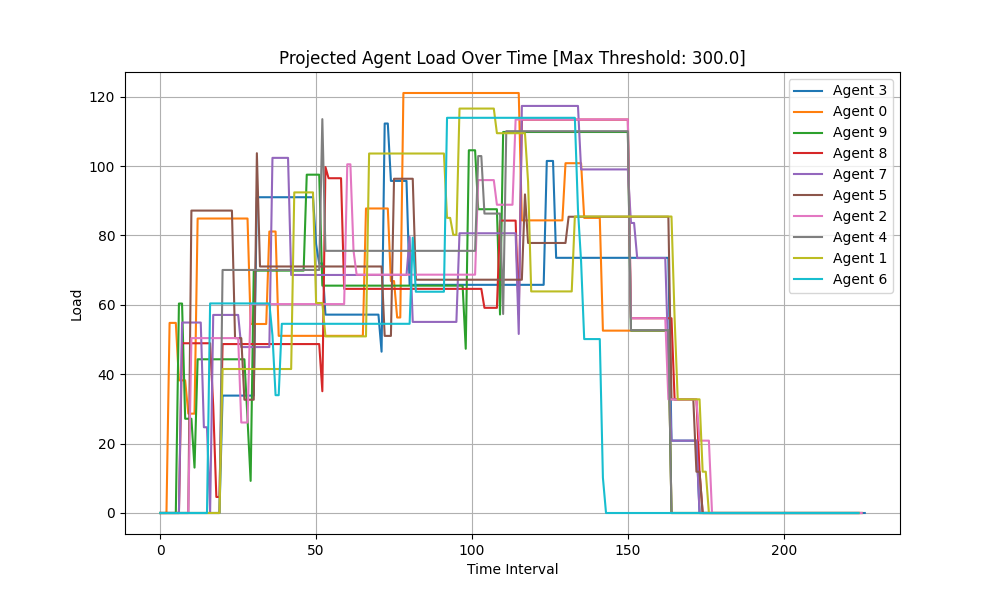 Projected Agent Load Over Time [Max Threshold: 300.0]
120
100
80
60
40
20
0
Load
0
50
100
150
200
Time Interval
Agent 3
Agent 0
Agent 9
Agent 8
Agent 7
Agent 5
Agent 2
Agent 4
Agent 1
Agent 6